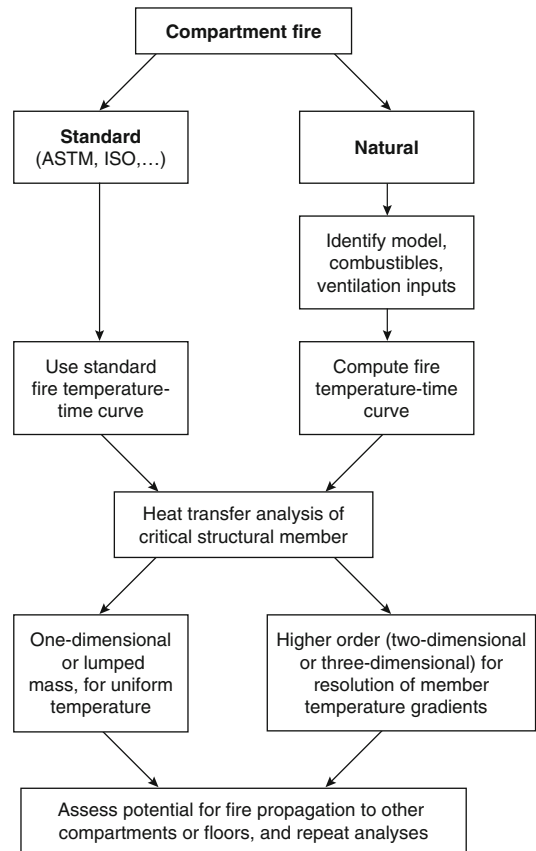 Compartment fire
Standard
(ASTM, ISO,...)
Natural
Identify model,
combustibles,
ventilation inputs
Use standard
fire temperature-
time curve
Compute fire
temperature-time
curve
Heat transfer analysis of
critical structural member
One-dimensional
or lumped
mass, for uniform
temperature
Higher order (two-dimensional
or three-dimensional) for
resolution of member
temperature gradients
Assess potential for fire propagation to other
compartments or floors, and repeat analyses